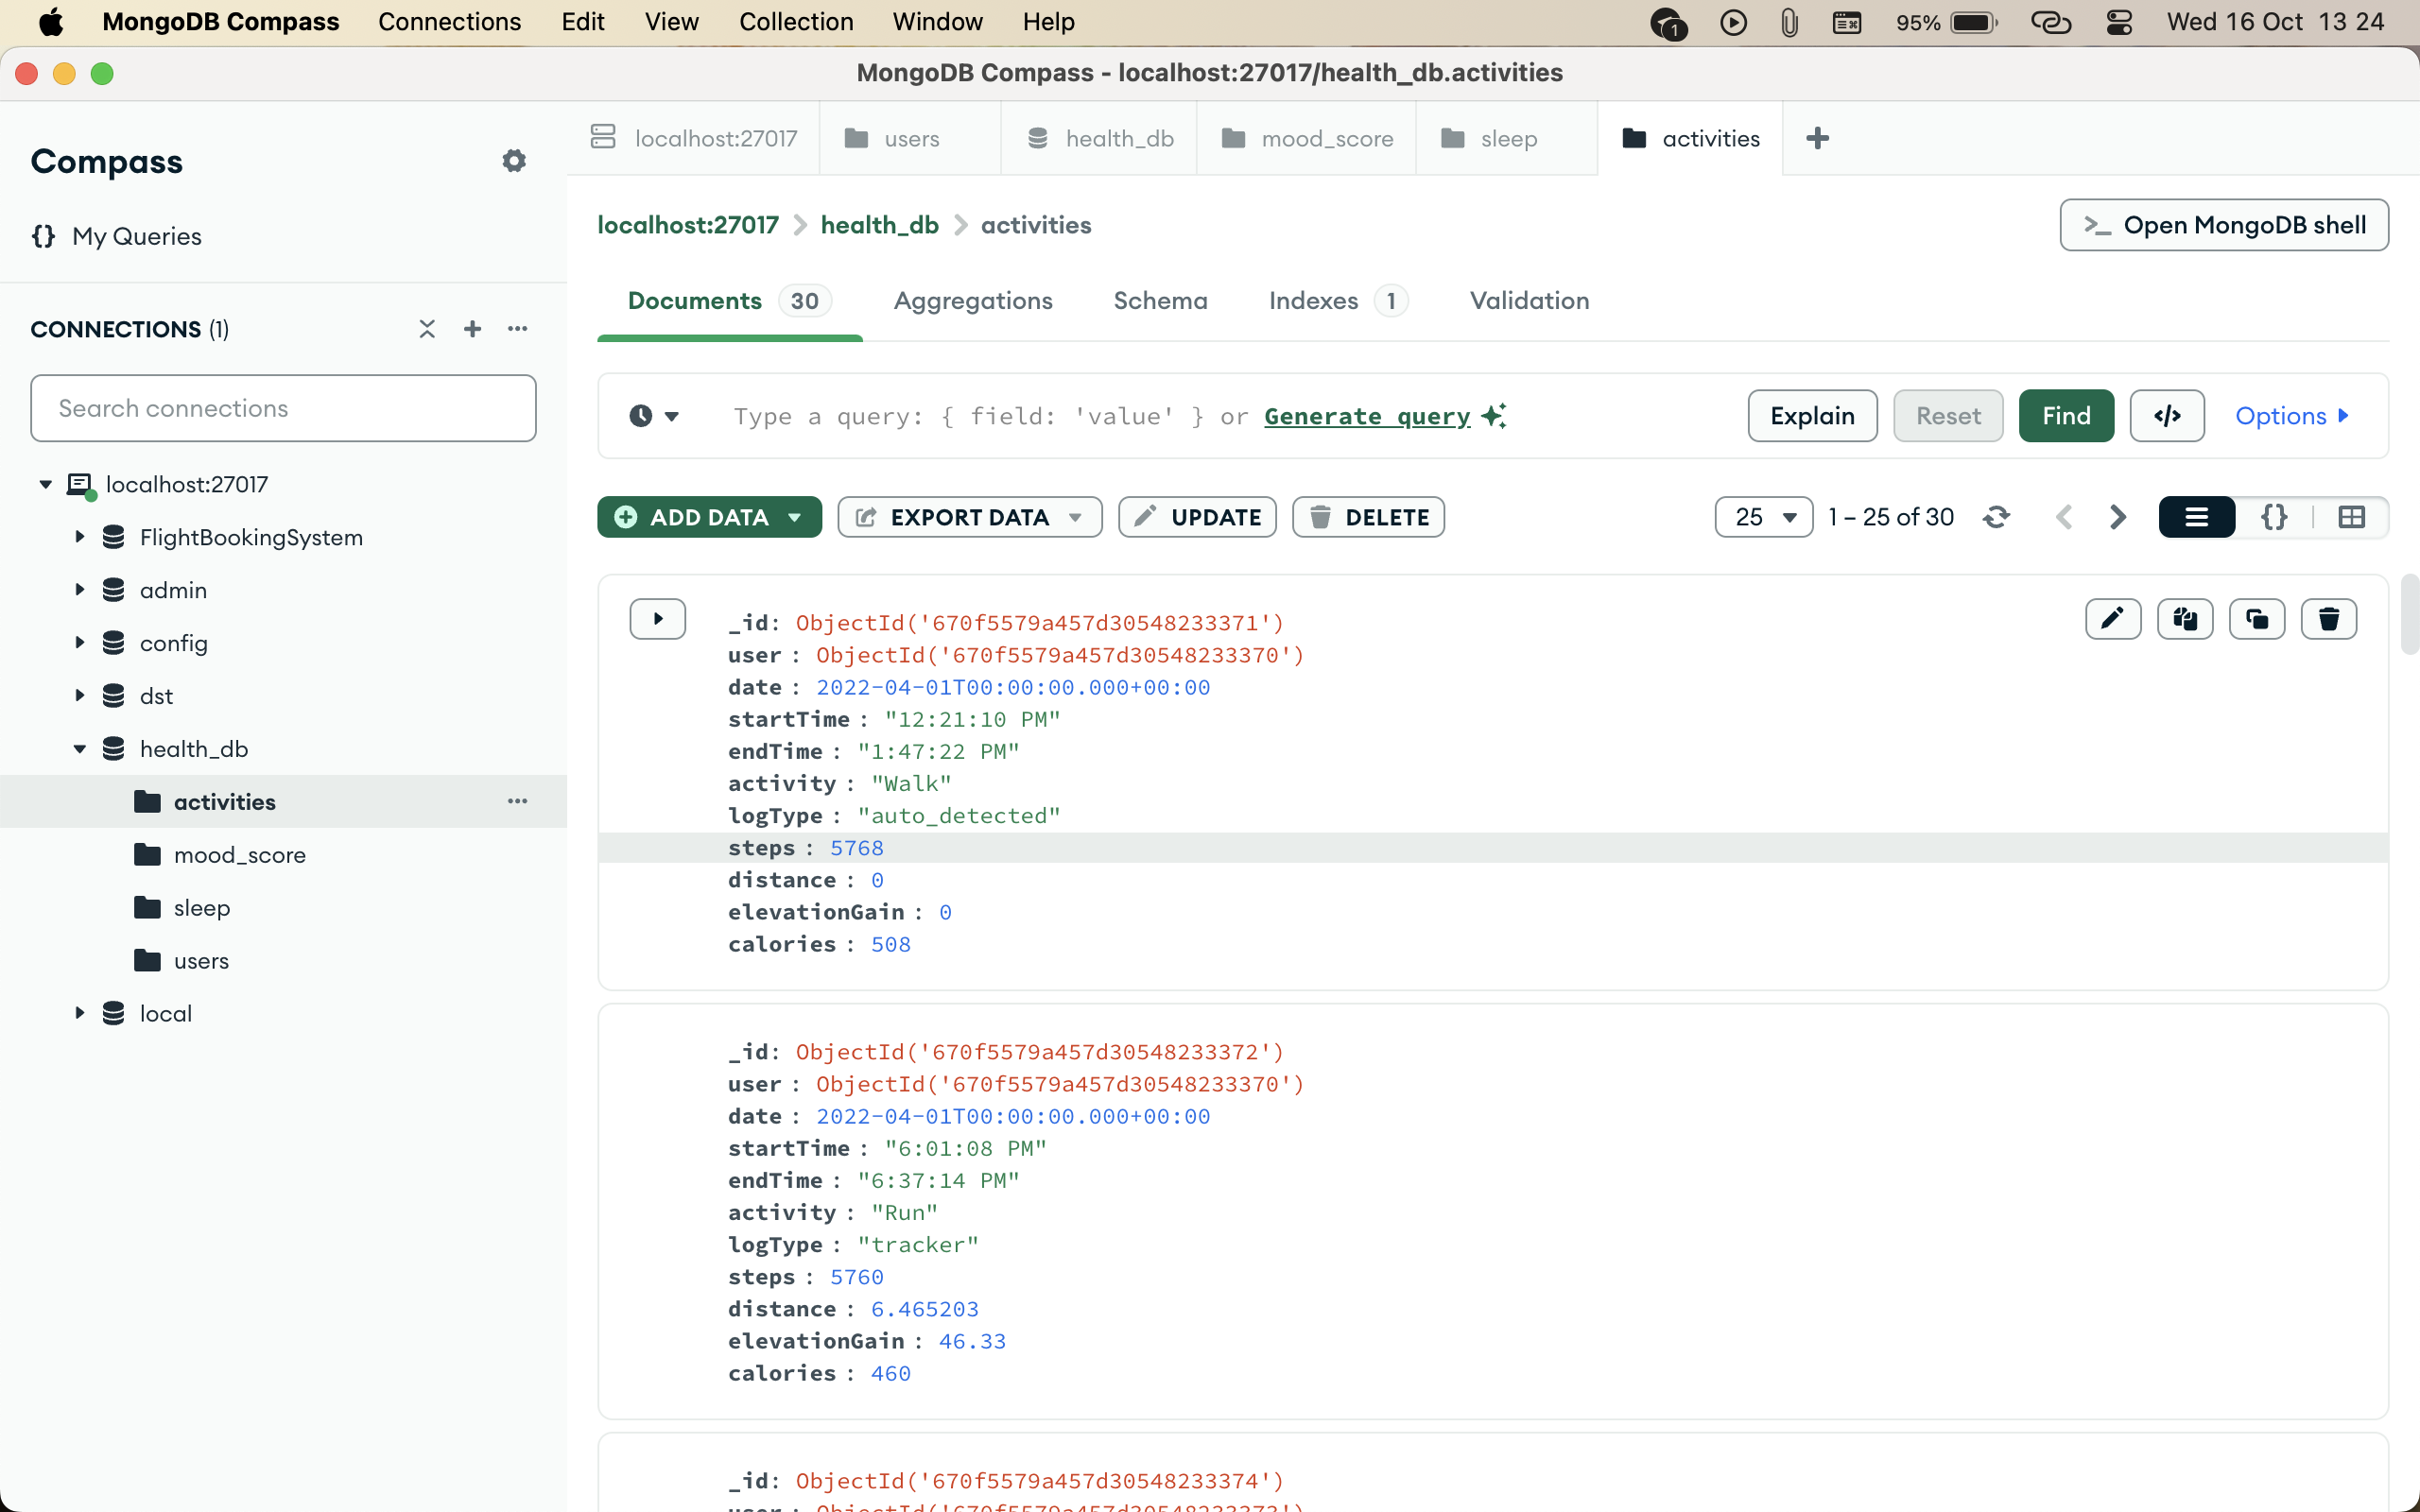 MongoDB Compass Connections Edit View Collection Window Help 1 95% Wed 16 Oct 13 24
MongoDB Compass - localhost:27017/health_db.activities
Compass
{} My Queries
CONNECTIONS (1)
Search connections
localhost:27017
FlightBookingSystem
admin
config
dst
health_db
activities
mood_score
sleep
users
local
localhost:27017 users health_db mood_score sleep activities
localhost:27017 > health_db > activities
>_ Open MongoDB shell
Documents 30 Aggregations Schema Indexes 1 Validation
Type a query: { field: 'value' } or Generate query Explain Reset Find </> Options
ADD DATA EXPORT DATA UPDATE DELETE 25 1 – 25 of 30 {}
_id: ObjectId('670f5579a457d30548233371')
user : ObjectId('670f5579a457d30548233370')
date : 2022-04-01T00:00:00.000+00:00
startTime : "12:21:10 PM"
endTime : "1:47:22 PM"
activity : "Walk"
logType : "auto_detected"
steps : 5768
distance : 0
elevationGain : 0
calories : 508
_id: ObjectId('670f5579a457d30548233372')
user : ObjectId('670f5579a457d30548233370')
date : 2022-04-01T00:00:00.000+00:00
startTime : "6:01:08 PM"
endTime : "6:37:14 PM"
activity : "Run"
logType : "tracker"
steps : 5760
distance : 6.465203
elevationGain : 46.33
calories : 460
_id: ObjectId('670f5579a457d30548233374')
user : ObjectId('670f5579a457d30548233373')